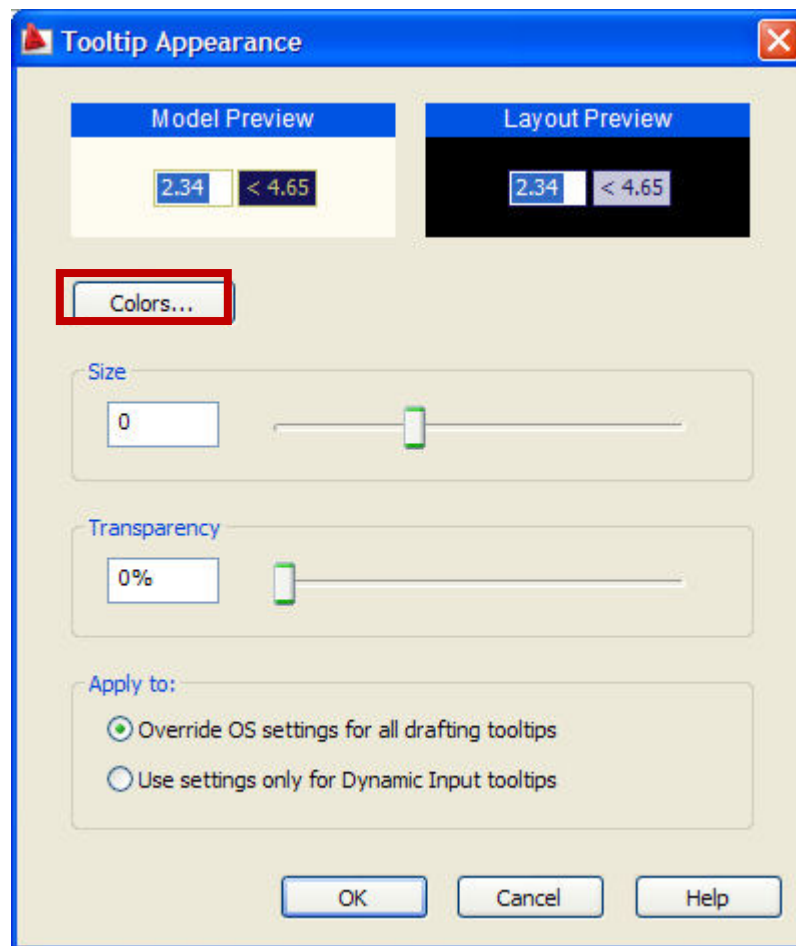 Tooltip Appearance
Model Preview
Layout Preview
2.34 < 4.65
2.34 < 4.65
Colors...
Size
0
Transparency
0%
Apply to:
Override OS settings for all drafting tooltips
Use settings only for Dynamic Input tooltips
OK Cancel Help